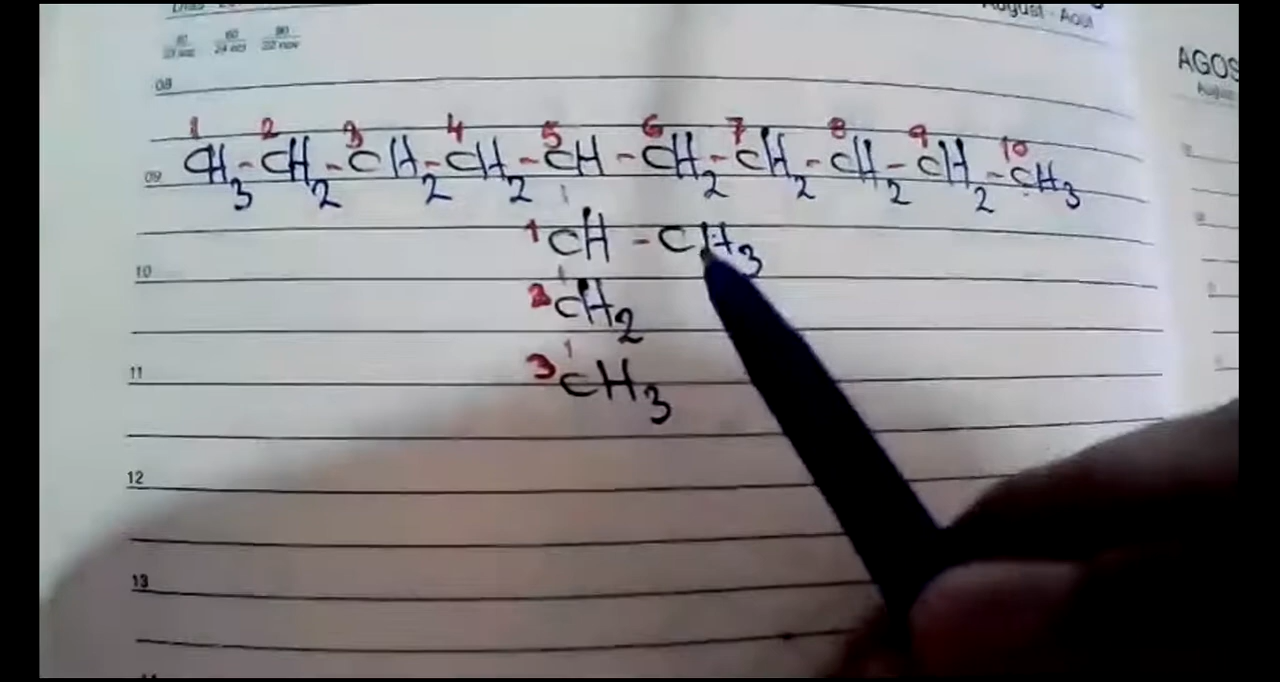 August - Août
AGOS
08
1 2 3 4 5 6 7 8 9 10
09 CH3-CH2-CH2-CH2-CH-CH2-CH2-CH2-CH2-CH3
1 CH-CH3
10
2 CH2
11
3 CH3
12
13